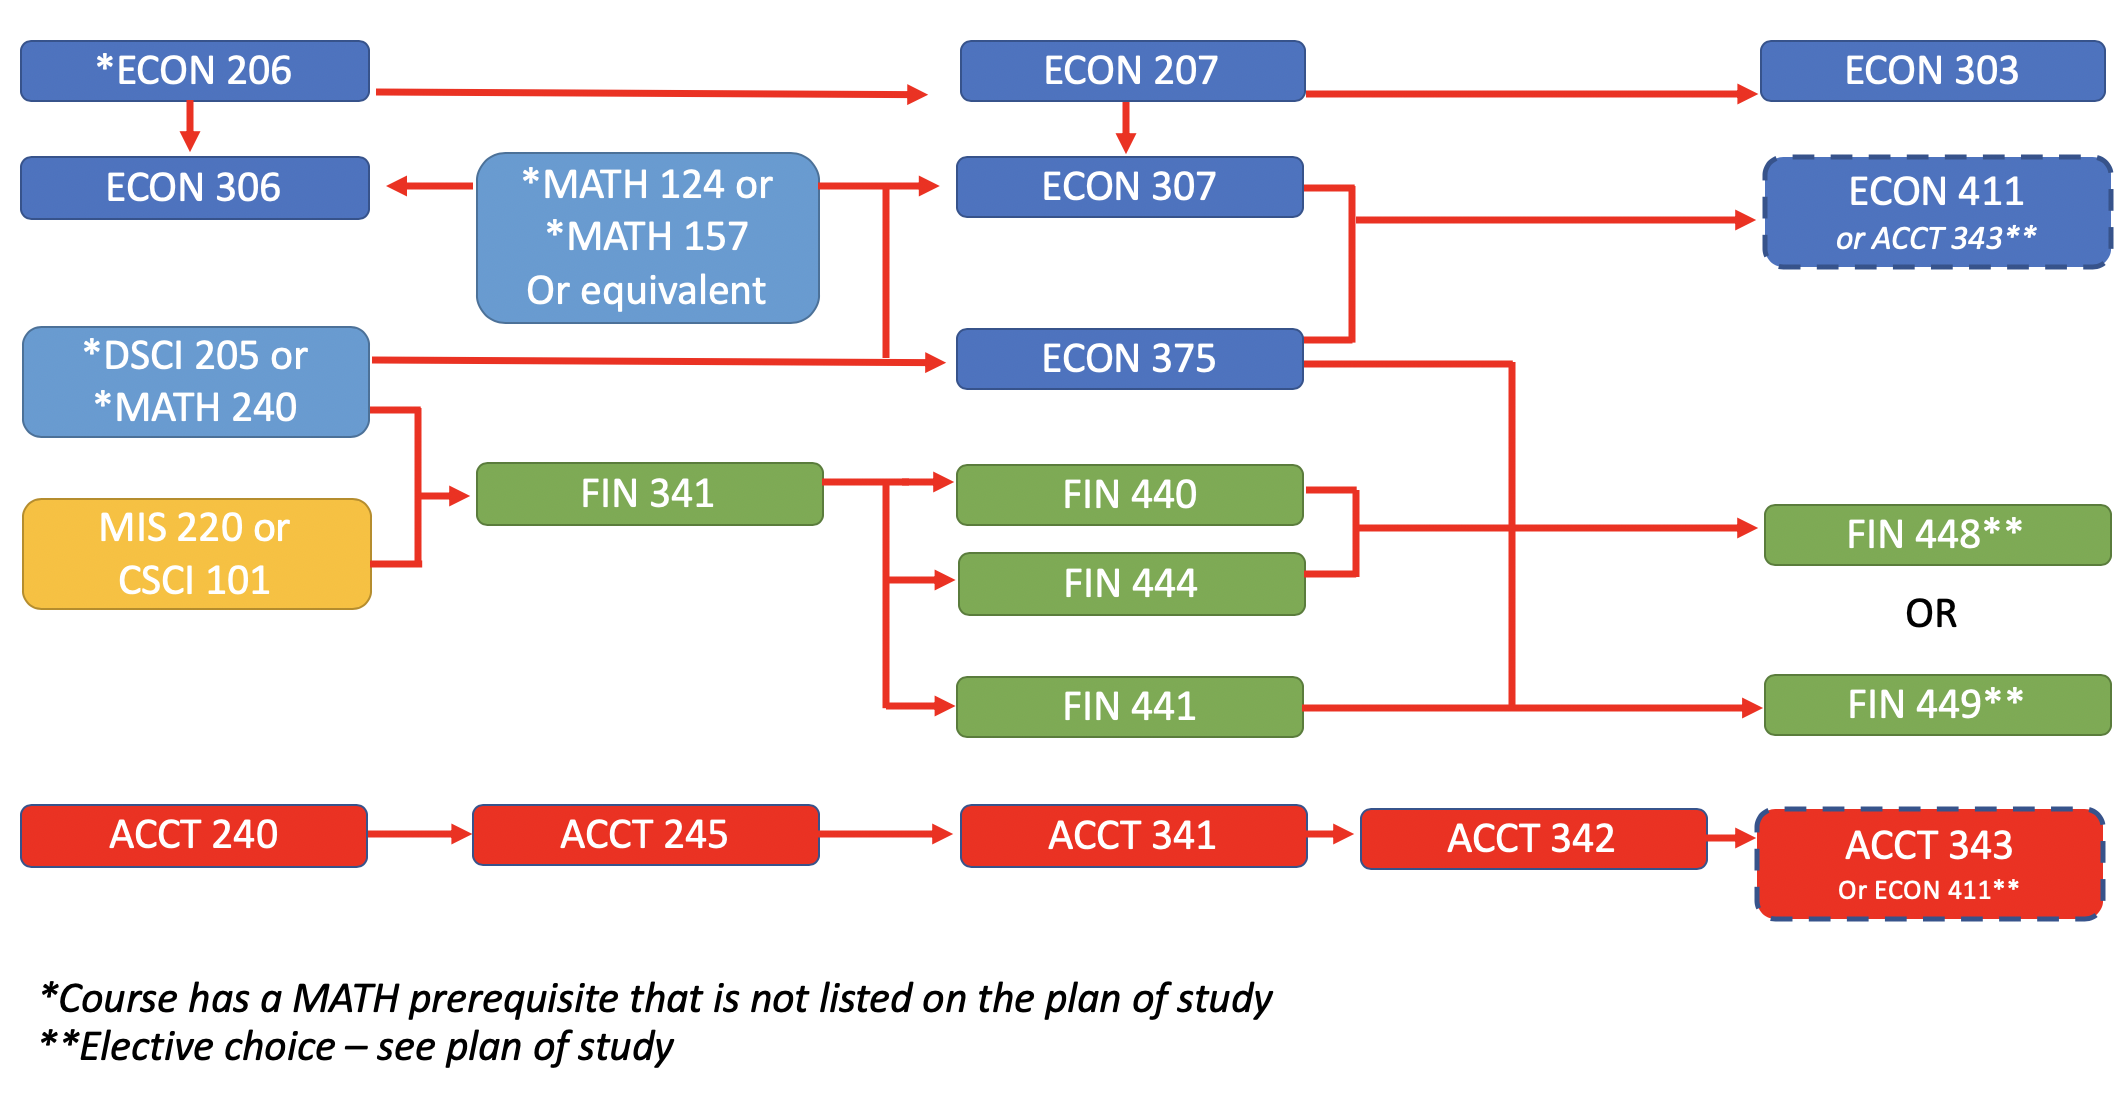 *ECON 206
ECON 207
ECON 303
ECON 306
*MATH 124 or
*MATH 157
Or equivalent
ECON 307
ECON 411
or ACCT 343**
*DSCI 205 or
*MATH 240
ECON 375
MIS 220 or
CSCI 101
FIN 341
FIN 440
FIN 444
FIN 441
FIN 448**
OR
FIN 449**
ACCT 240
ACCT 245
ACCT 341
ACCT 342
ACCT 343
Or ECON 411**
*Course has a MATH prerequisite that is not listed on the plan of study
**Elective choice – see plan of study